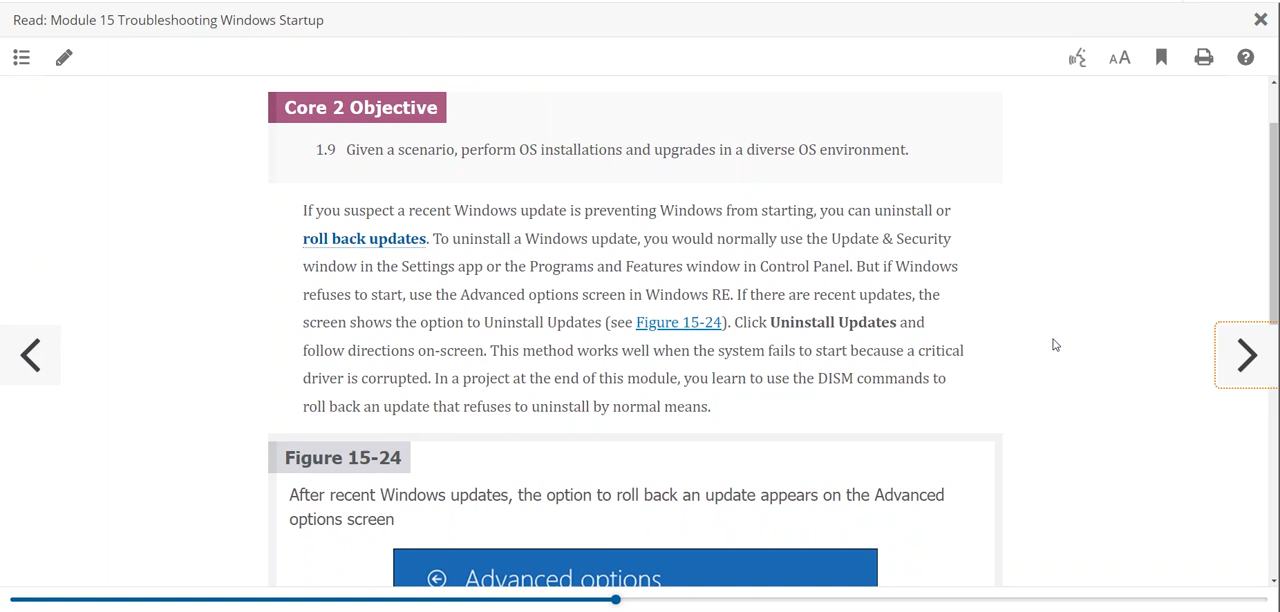 Read: Module 15 Troubleshooting Windows Startup
AA
Core 2 Objective
1.9 Given a scenario, perform OS installations and upgrades in a diverse OS environment.
If you suspect a recent Windows update is preventing Windows from starting, you can uninstall or
roll back updates. To uninstall a Windows update, you would normally use the Update & Security
window in the Settings app or the Programs and Features window in Control Panel. But if Windows
refuses to start, use the Advanced options screen in Windows RE. If there are recent updates, the
screen shows the option to Uninstall Updates (see Figure 15-24). Click Uninstall Updates and
follow directions on-screen. This method works well when the system fails to start because a critical
driver is corrupted. In a project at the end of this module, you learn to use the DISM commands to
roll back an update that refuses to uninstall by normal means.
Figure 15-24
After recent Windows updates, the option to roll back an update appears on the Advanced
options screen
Advanced options